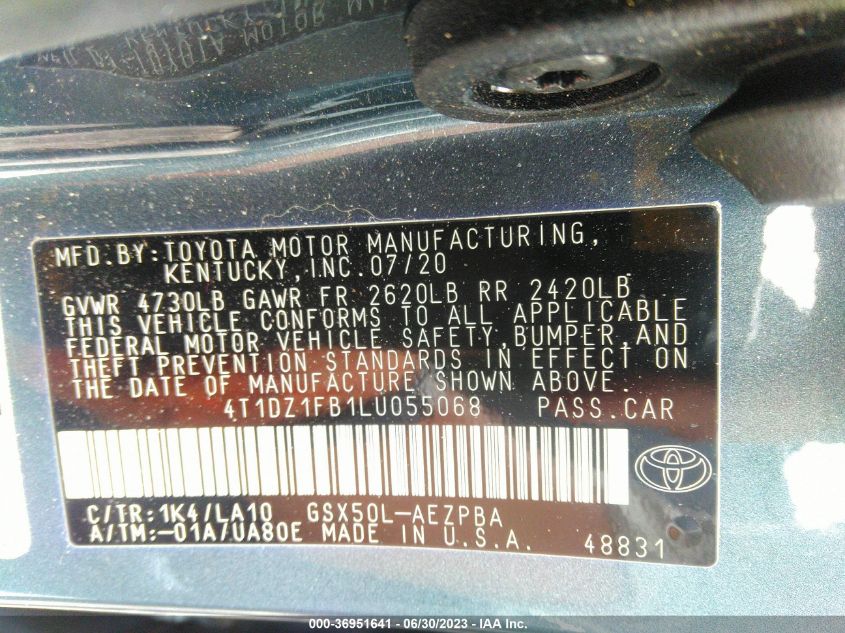 MFD.BY:TOYOTA MOTOR MANUFACTURING,
KENTUCKY,INC.07/20
GVWR 4730LB GAWR FR 2620LB RR 2420LB
THIS VEHICLE CONFORMS TO ALL APPLICABLE
FEDERAL MOTOR VEHICLE SAFETY,BUMPER,AND
THEFT PREVENTION STANDARDS IN EFFECT ON
THE DATE OF MANUFACTURE SHOWN ABOVE.
4T1DZ1FB1LU055068 PASS.CAR
C/TR:1K4/LA10 GSX50L-AEZPBA
A/TM:-01A/UA80E MADE IN U.S.A. 48831
000-36951641 - 06/30/2023 - IAA Inc.